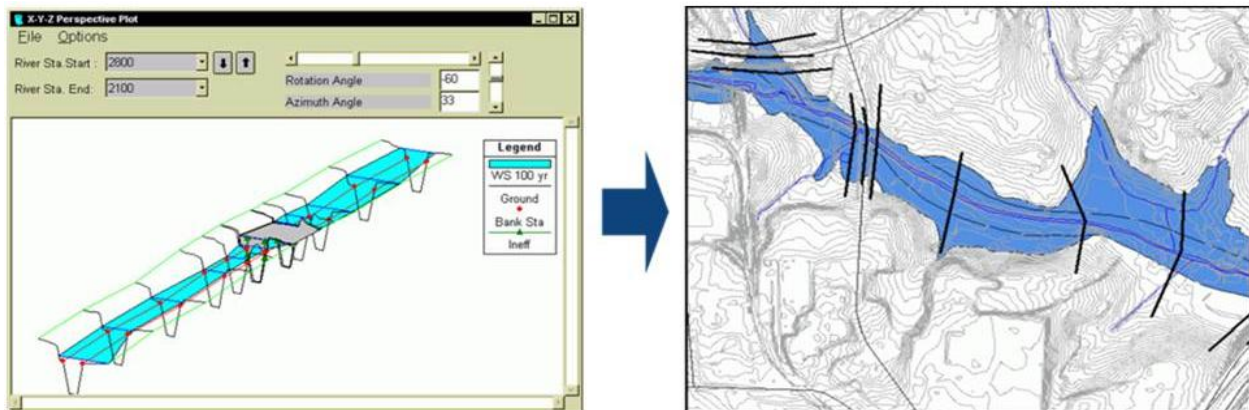 X-Y-Z Perspective Plot
File Options
River Sta.Start : 2800
River Sta. End: 2100
Rotation Angle -60
Azimuth Angle 33
Legend
WS 100 yr
Ground
Bank Sta
Ineff